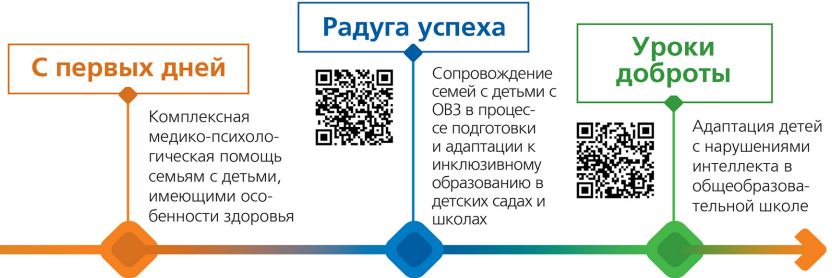 С первых дней
Комплексная
медико-психоло-
гическая помощь
семьям с детьми,
имеющими осо-
бенности здоровья
Радуга успеха
Сопровождение
семей с детьми с
ОВЗ в процес-
се подготовки
и адаптации к
инклюзивному
образованию в
детских садах и
школах
Уроки
доброты
Адаптация детей
с нарушениями
интеллекта в
общеобразова-
тельной школе